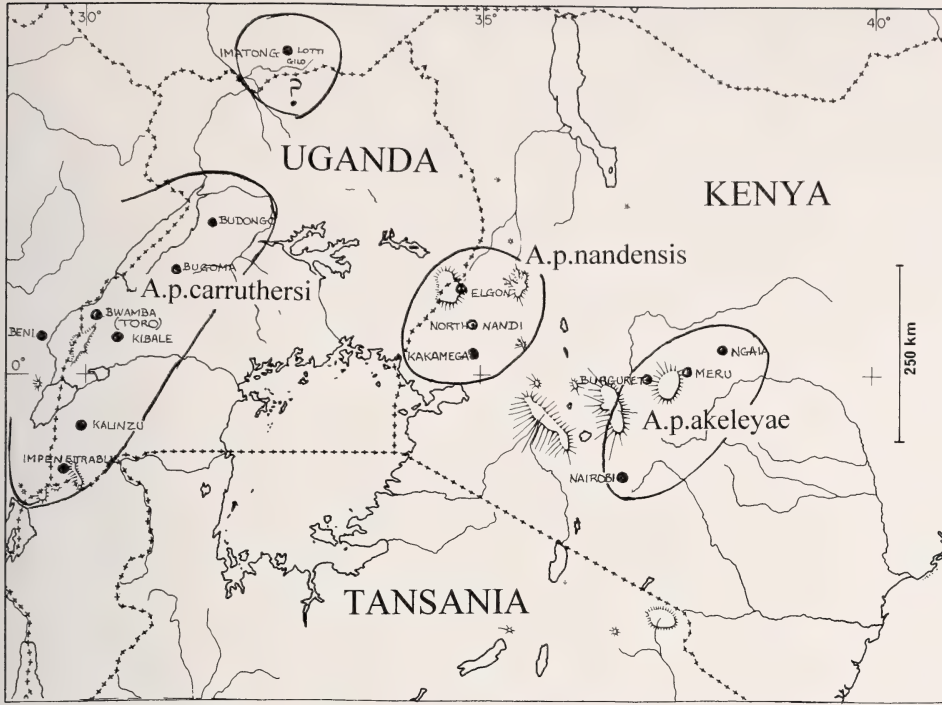 30°
35°
40°
IMATONG
LOTTI
GILO
?
UGANDA
KENYA
BUDONGO
A.p.nandensis
BUGOMA
A.p.carruthersi
ELGON
BWAMBA
(TORO)
NORTH NANDI
BENI
KIBALE
KAKAMEGA
NGAIA
0°
BURGURET
MERU
250 km
A.p.akeleyae
KALINZU
IMPENETRABLE
NAIROBI
TANSANIA